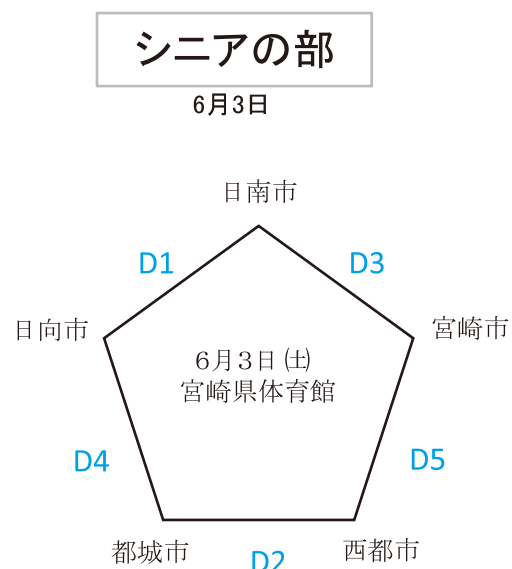 シニアの部
6月3日
日南市
D1
D3
日向市
宮崎市
6月3日(土)
宮崎県体育館
D4
D5
都城市
西都市
D2